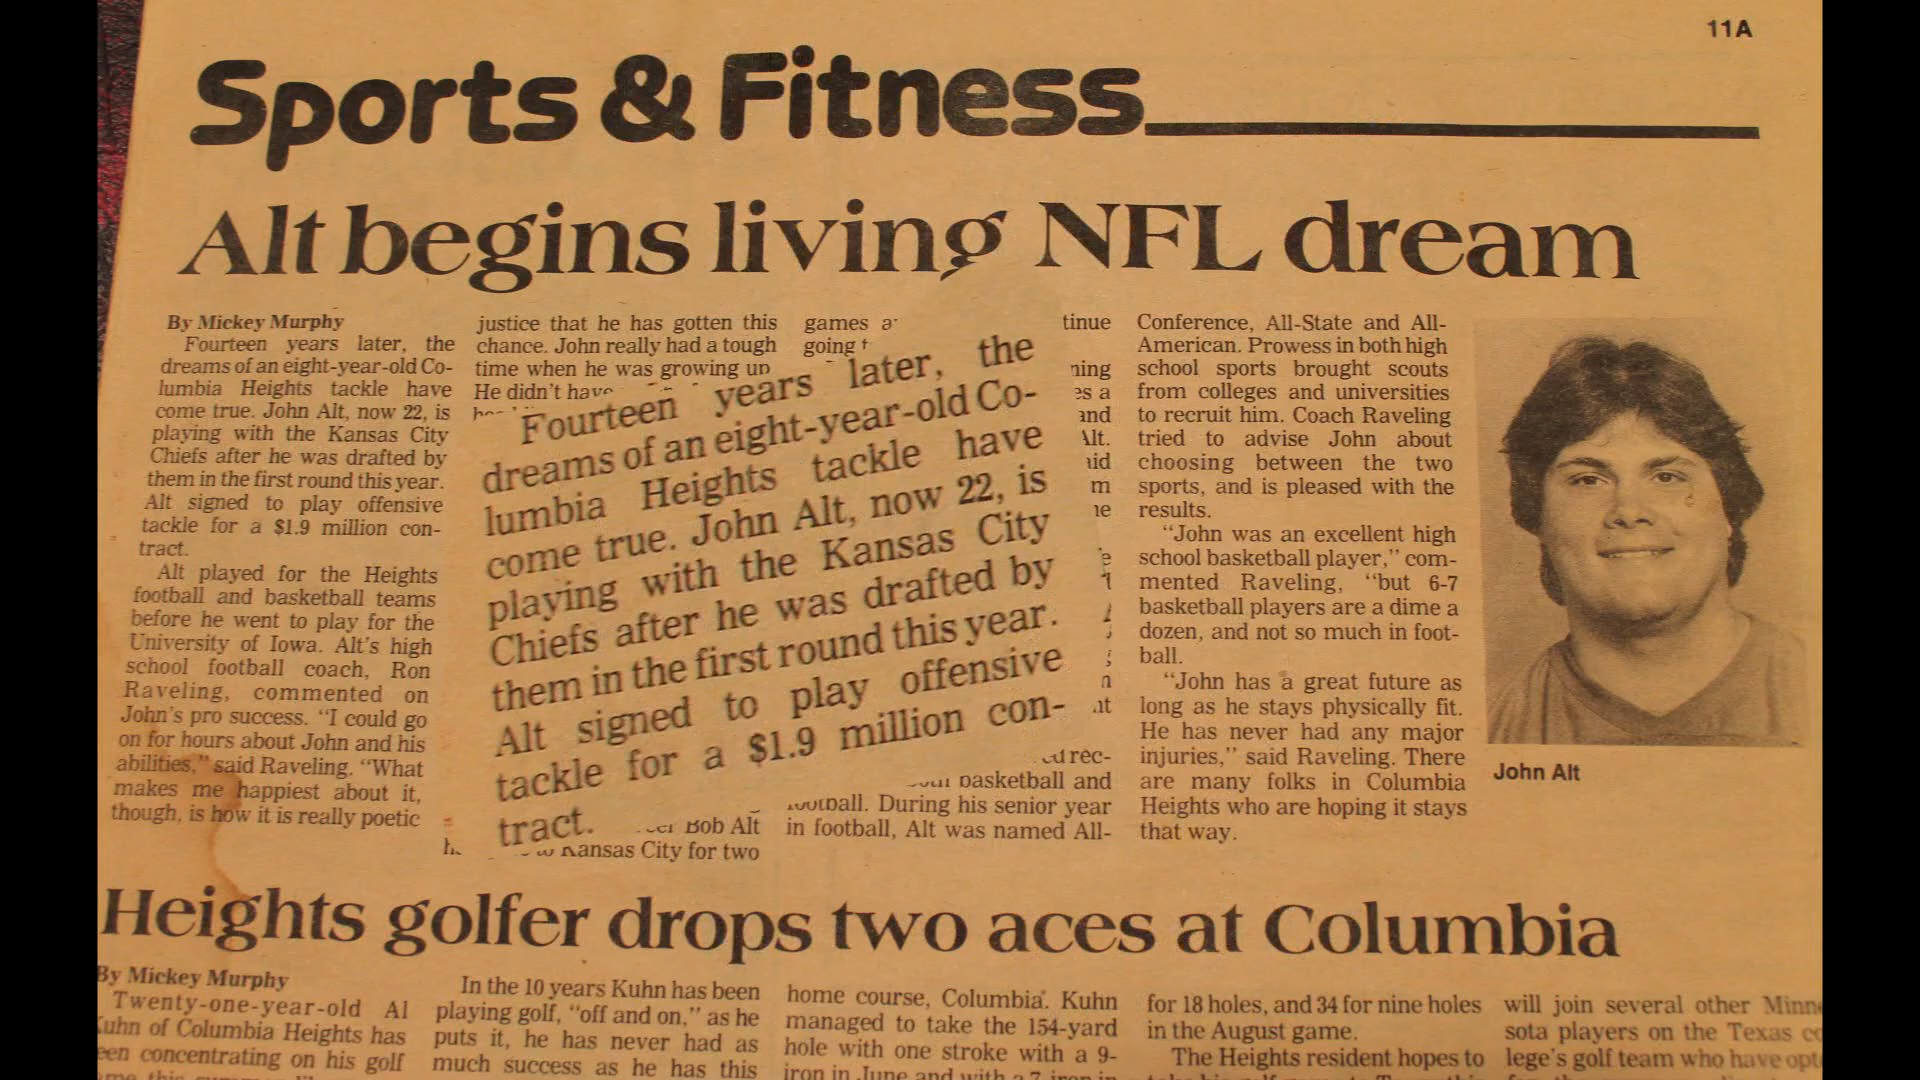 11A
Sports & Fitness
Alt begins living NFL dream
By Mickey Murphy
Fourteen years later, the
dreams of an eight-year-old Co-
lumbia Heights tackle have
come true. John Alt, now 22, is
playing with the Kansas City
Chiefs after he was drafted by
them in the first round this year.
Alt signed to play offensive
tackle for a $1.9 million con-
tract.
Alt played for the Heights
football and basketball teams
before he went to play for the
University of Iowa. Alt's high
school football coach, Ron
Raveling, commented on
John's pro success. "I could go
on for hours about John and his
abilities," said Raveling. "What
makes me happiest about it,
though, is how it is really poetic
justice that he has gotten this
chance. John really had a tough
time when he was growing up
He didn't have
Fourteen years later, the
dreams of an eight-year-old Co-
lumbia Heights tackle have
come true. John Alt, now 22, is
playing with the Kansas City
Chiefs after he was drafted by
them in the first round this year.
Alt signed to play offensive
tackle for a $1.9 million con-
tract.
Bob Alt
Kansas City for two
games
going
tinue
and
Alt.
rec-
basketball and
football. During his senior year
in football, Alt was named All-
Conference, All-State and All-
American. Prowess in both high
school sports brought scouts
from colleges and universities
to recruit him. Coach Raveling
tried to advise John about
choosing between the two
sports, and is pleased with the
results.
"John was an excellent high
school basketball player," com-
mented Raveling, "but 6-7
basketball players are a dime a
dozen, and not so much in foot-
ball.
"John has a great future as
long as he stays physically fit.
He has never had any major
injuries," said Raveling. There
are many folks in Columbia
Heights who are hoping it stays
that way.
John Alt
Heights golfer drops two aces at Columbia
By Mickey Murphy
Twenty-one-year-old Al
Kuhn of Columbia Heights has
een concentrating on his golf
In the 10 years Kuhn has been
playing golf, "off and on," as he
puts it, he has never had as
much success as he has this
home course, Columbia. Kuhn
managed to take the 154-yard
hole with one stroke with a 9-
iron in June and with a 7-iron in
for 18 holes, and 34 for nine holes
in the August game.
The Heights resident hopes to
will join several other Minne
sota players on the Texas co
lege's golf team who have opt